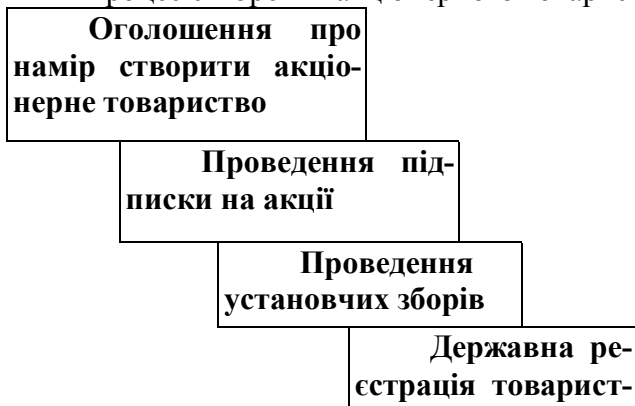 Оголошення про
намір створити акціо-
нерне товариство
Проведення під-
писки на акції
Проведення
установчих зборів
Державна ре-
єстрація товарист-